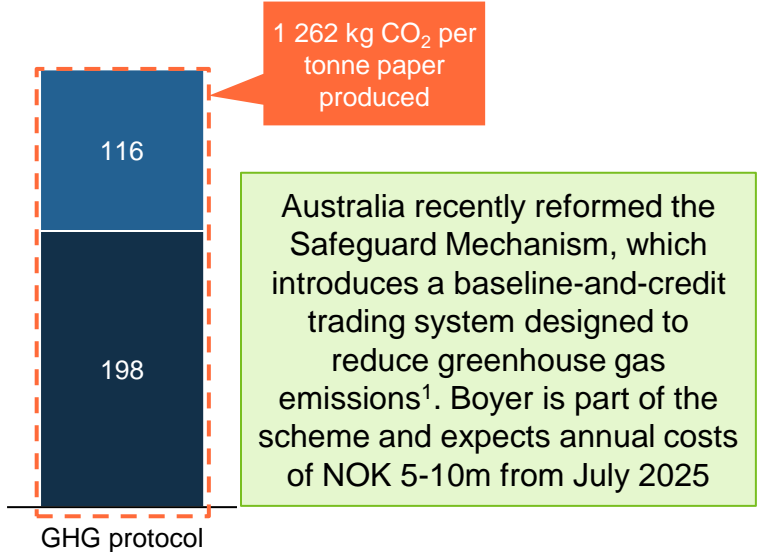 1 262 kg CO₂ per
tonne paper
produced
116
198
GHG protocol
Australia recently reformed the
Safeguard Mechanism, which
introduces a baseline-and-credit
trading system designed to
reduce greenhouse gas
emissions¹. Boyer is part of the
scheme and expects annual costs
of NOK 5-10m from July 2025